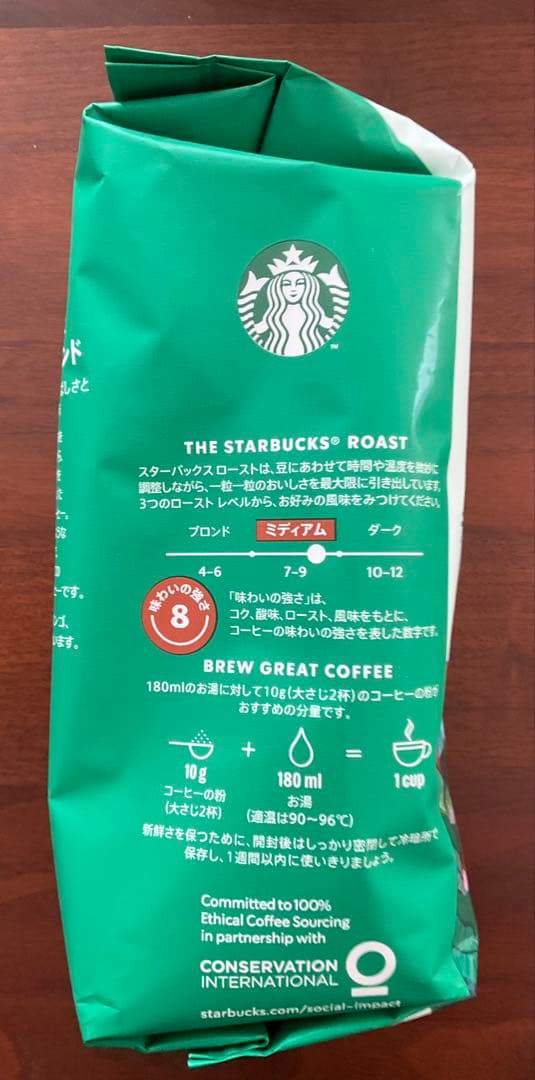 THE STARBUCKS® ROAST
スターバックス ローストは、豆にあわせて時間や温度を微妙に
調整しながら、一粒一粒のおいしさを最大限に引き出しています。
3つのロースト レベルから、お好みの風味をみつけてください。
ブロンド ミディアム ダーク
4–6 7–9 10–12
味わいの強さ
8
「味わいの強さ」は、
コク、酸味、ロースト、風味をもとに、
コーヒーの味わいの強さを表した数字です。
BREW GREAT COFFEE
180mlのお湯に対して10g(大さじ2杯)のコーヒーの粉が
おすすめの分量です。
+ =
10g 180 ml 1 cup
コーヒーの粉 お湯
(大さじ2杯) (適温は90〜96℃)
新鮮さを保つために、開封後はしっかり密閉して冷暗所で
保存し、1週間以内に使いきりましょう。
Committed to 100%
Ethical Coffee Sourcing
in partnership with
CONSERVATION
INTERNATIONAL
starbucks.com/social-impact
TM